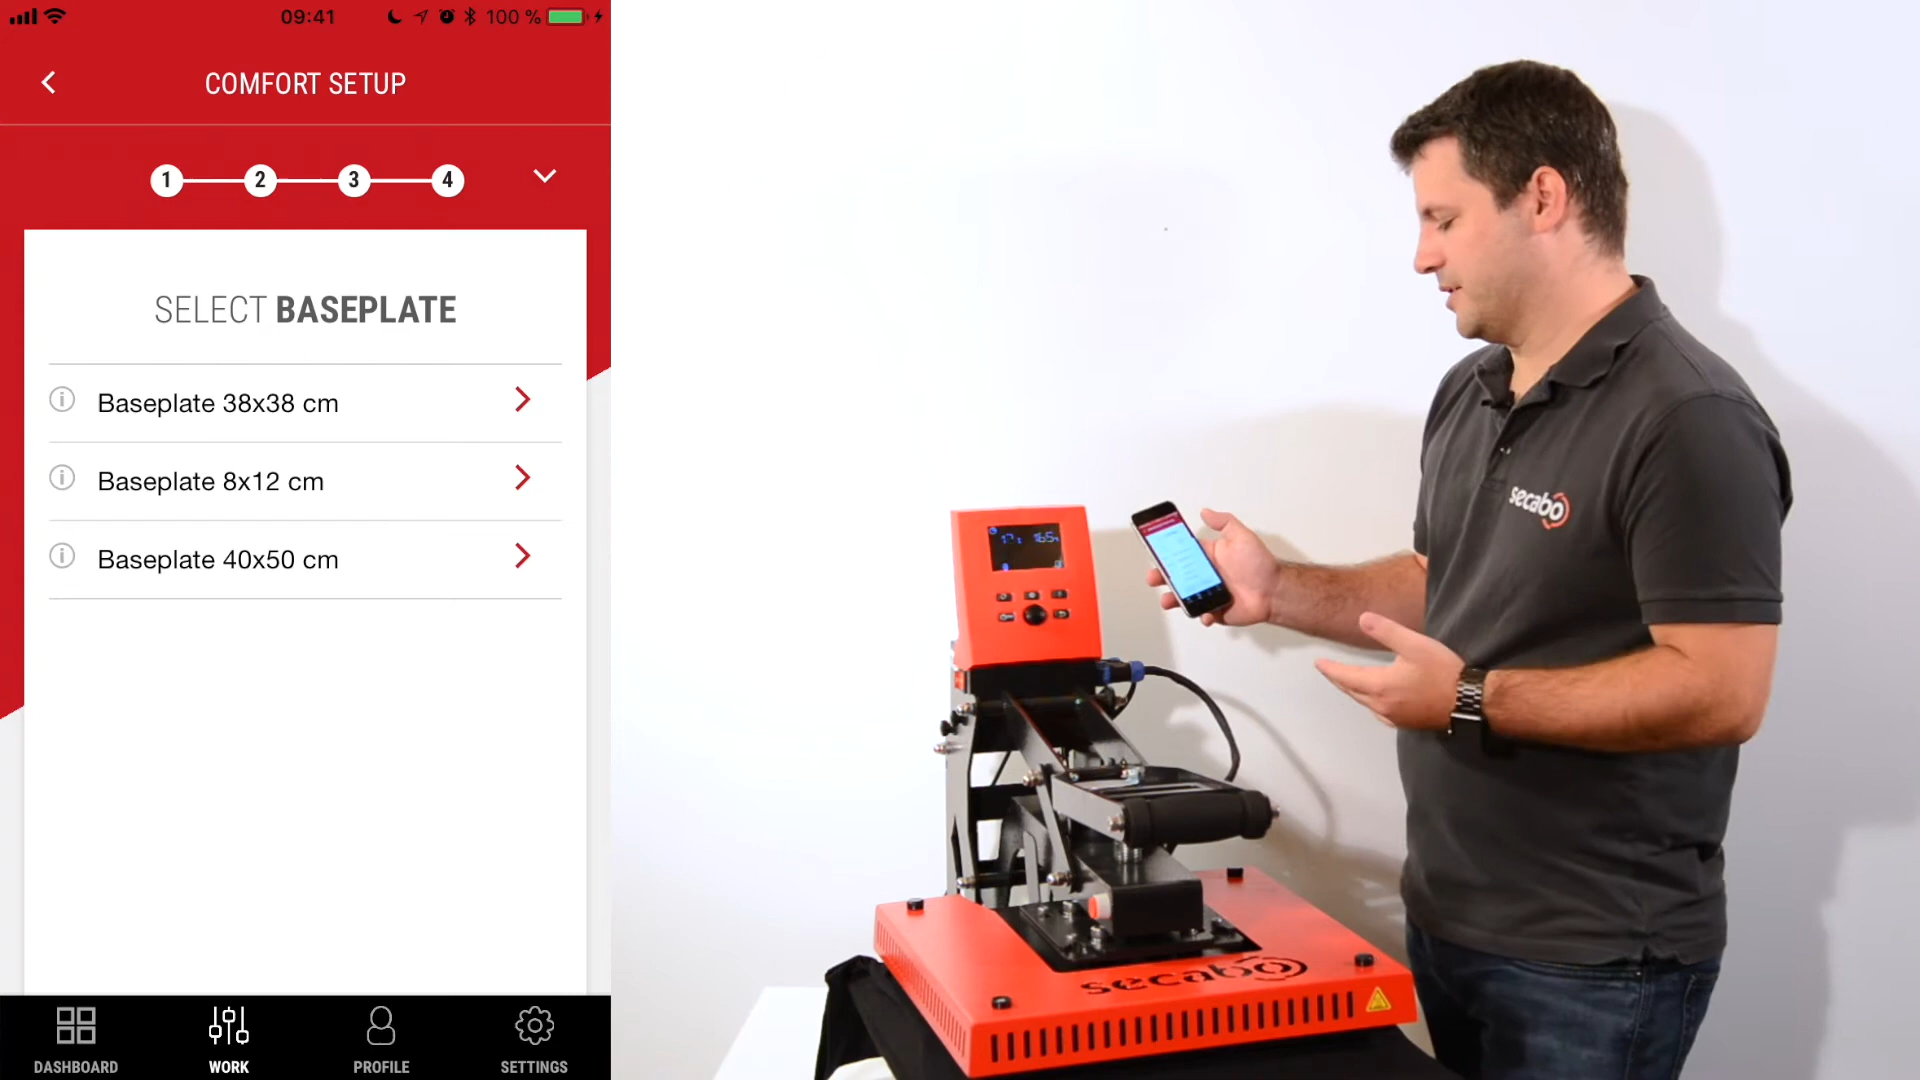 09:41
100 %
COMFORT SETUP
1 2 3 4
SELECT BASEPLATE
Baseplate 38x38 cm
Baseplate 8x12 cm
Baseplate 40x50 cm
DASHBOARD
WORK
PROFILE
SETTINGS
secabo
secabo